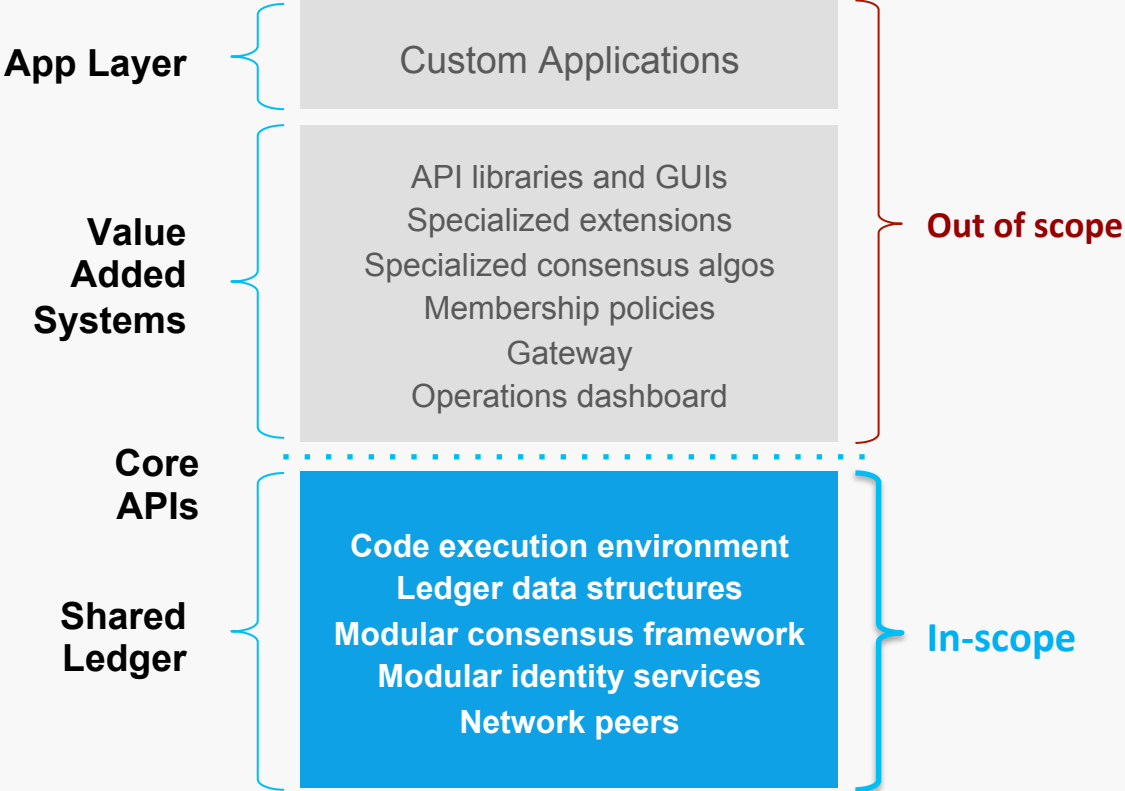 App Layer
Custom Applications
Value
Added
Systems
API libraries and GUIs
Specialized extensions
Specialized consensus algos
Membership policies
Gateway
Operations dashboard
Out of scope
Core
APIs
Shared
Ledger
Code execution environment
Ledger data structures
Modular consensus framework
Modular identity services
Network peers
In-scope